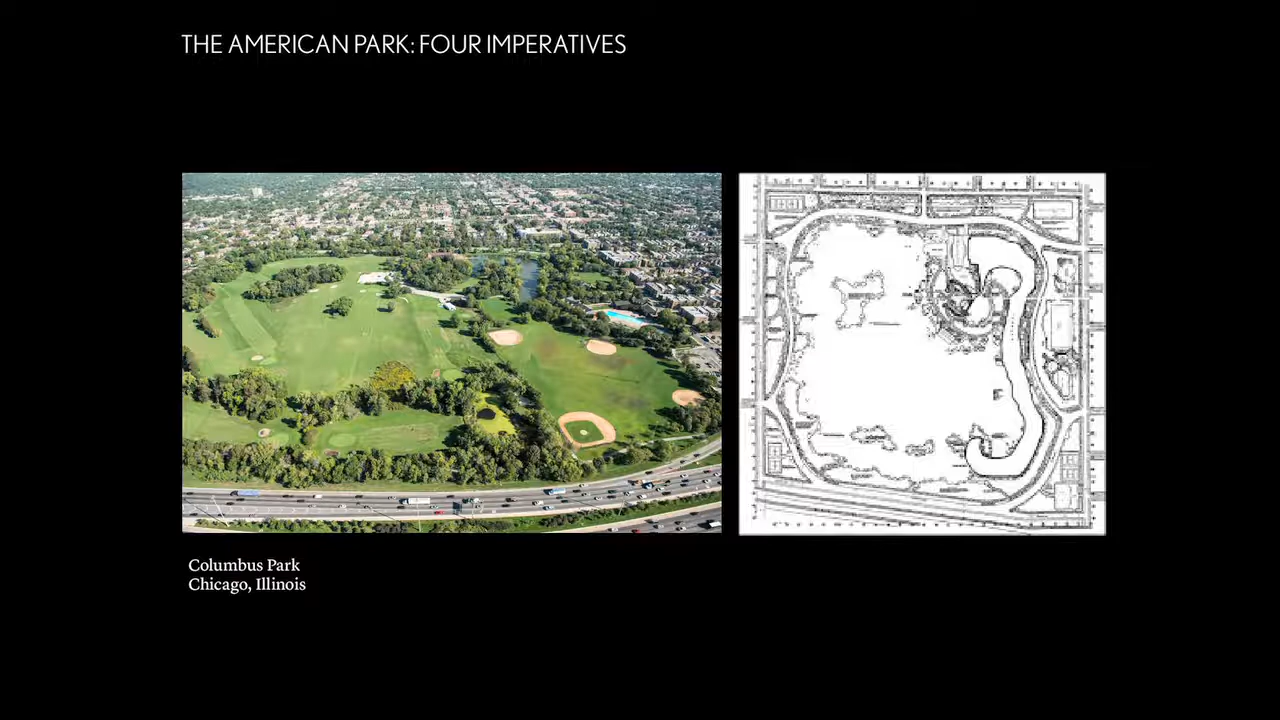 THE AMERICAN PARK: FOUR IMPERATIVES
Columbus Park
Chicago, Illinois